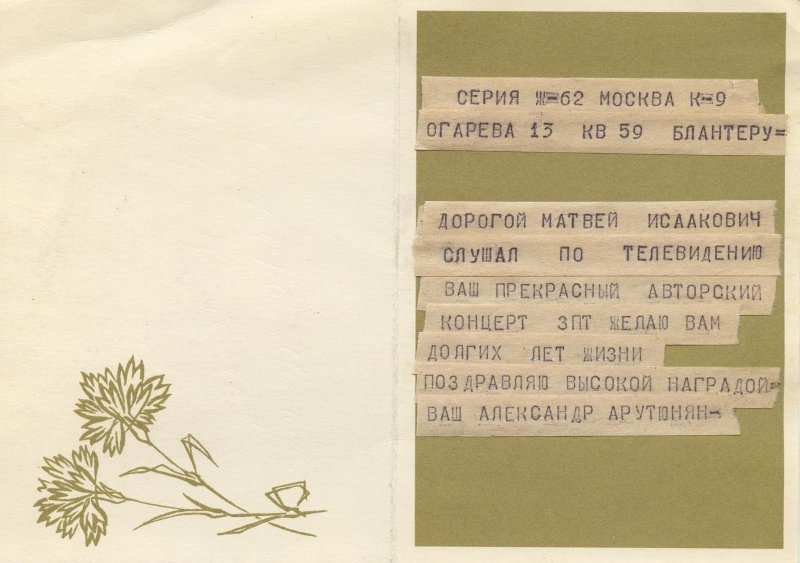 СЕРИЯ Ж=62 МОСКВА К=9
ОГАРЕВА 13 КВ 59 БЛАНТЕРУ=
ДОРОГОЙ МАТВЕЙ ИСААКОВИЧ
СЛУШАЛ ПО ТЕЛЕВИДЕНИЮ
ВАШ ПРЕКРАСНЫЙ АВТОРСКИЙ
КОНЦЕРТ ЗПТ ЖЕЛАЮ ВАМ
ДОЛГИХ ЛЕТ ЖИЗНИ
ПОЗДРАВЛЯЮ ВЫСОКОЙ НАГРАДОЙ=
ВАШ АЛЕКСАНДР АРУТЮНЯН=